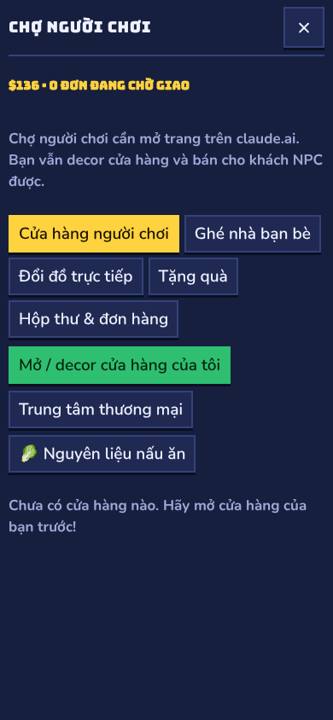 CHỢ NGƯỜI CHƠI
×
$136 • 0 ĐƠN ĐANG CHỜ GIAO
Chợ người chơi cần mở trang trên claude.ai.
Bạn vẫn decor cửa hàng và bán cho khách NPC
được.
Cửa hàng người chơi
Ghé nhà bạn bè
Đổi đồ trực tiếp
Tặng quà
Hộp thư & đơn hàng
Mở / decor cửa hàng của tôi
Trung tâm thương mại
🥬 Nguyên liệu nấu ăn
Chưa có cửa hàng nào. Hãy mở cửa hàng của
bạn trước!